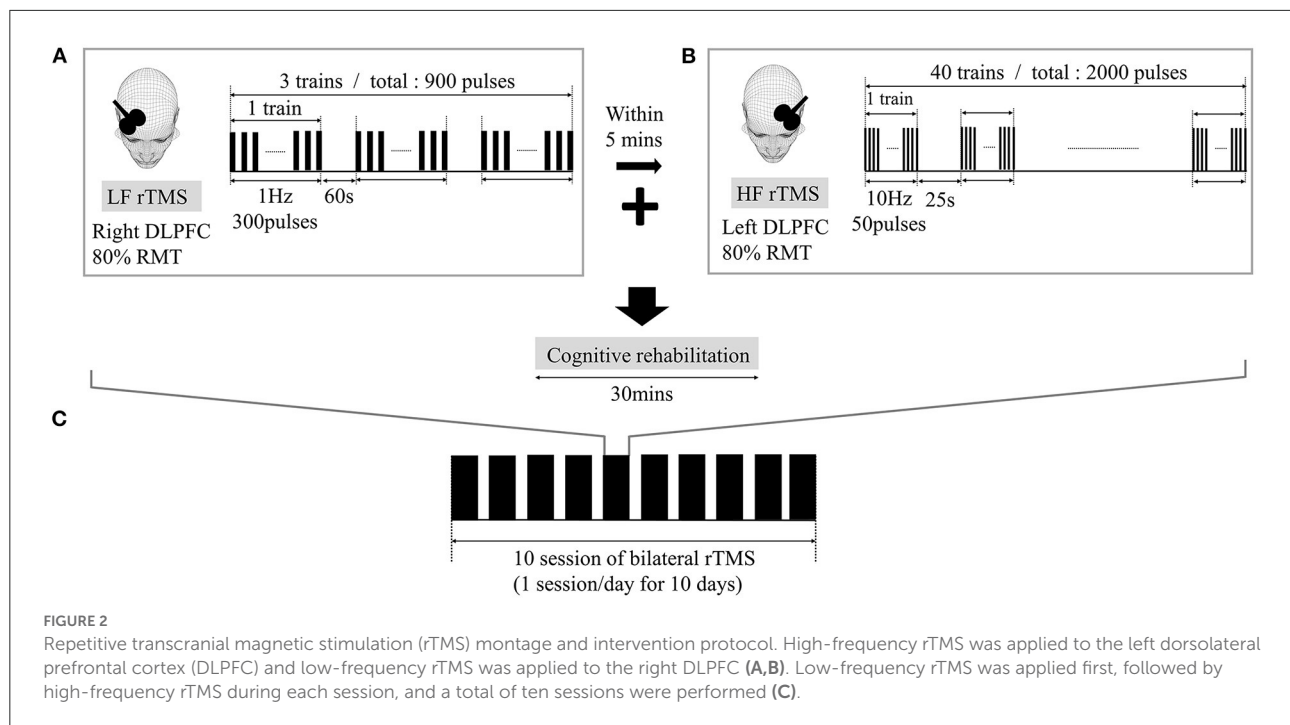 A
3 trains / total : 900 pulses
1 train
LF rTMS
1Hz
60s
300pulses
Right DLPFC
80% RMT
Within
5 mins
B
40 trains / total : 2000 pulses
1 train
HF rTMS
10Hz
25s
50pulses
Left DLPFC
80% RMT
Cognitive rehabilitation
30mins
C
10 session of bilateral rTMS
(1 session/day for 10 days)
FIGURE 2
Repetitive transcranial magnetic stimulation (rTMS) montage and intervention protocol. High-frequency rTMS was applied to the left dorsolateral
prefrontal cortex (DLPFC) and low-frequency rTMS was applied to the right DLPFC (A,B). Low-frequency rTMS was applied first, followed by
high-frequency rTMS during each session, and a total of ten sessions were performed (C).